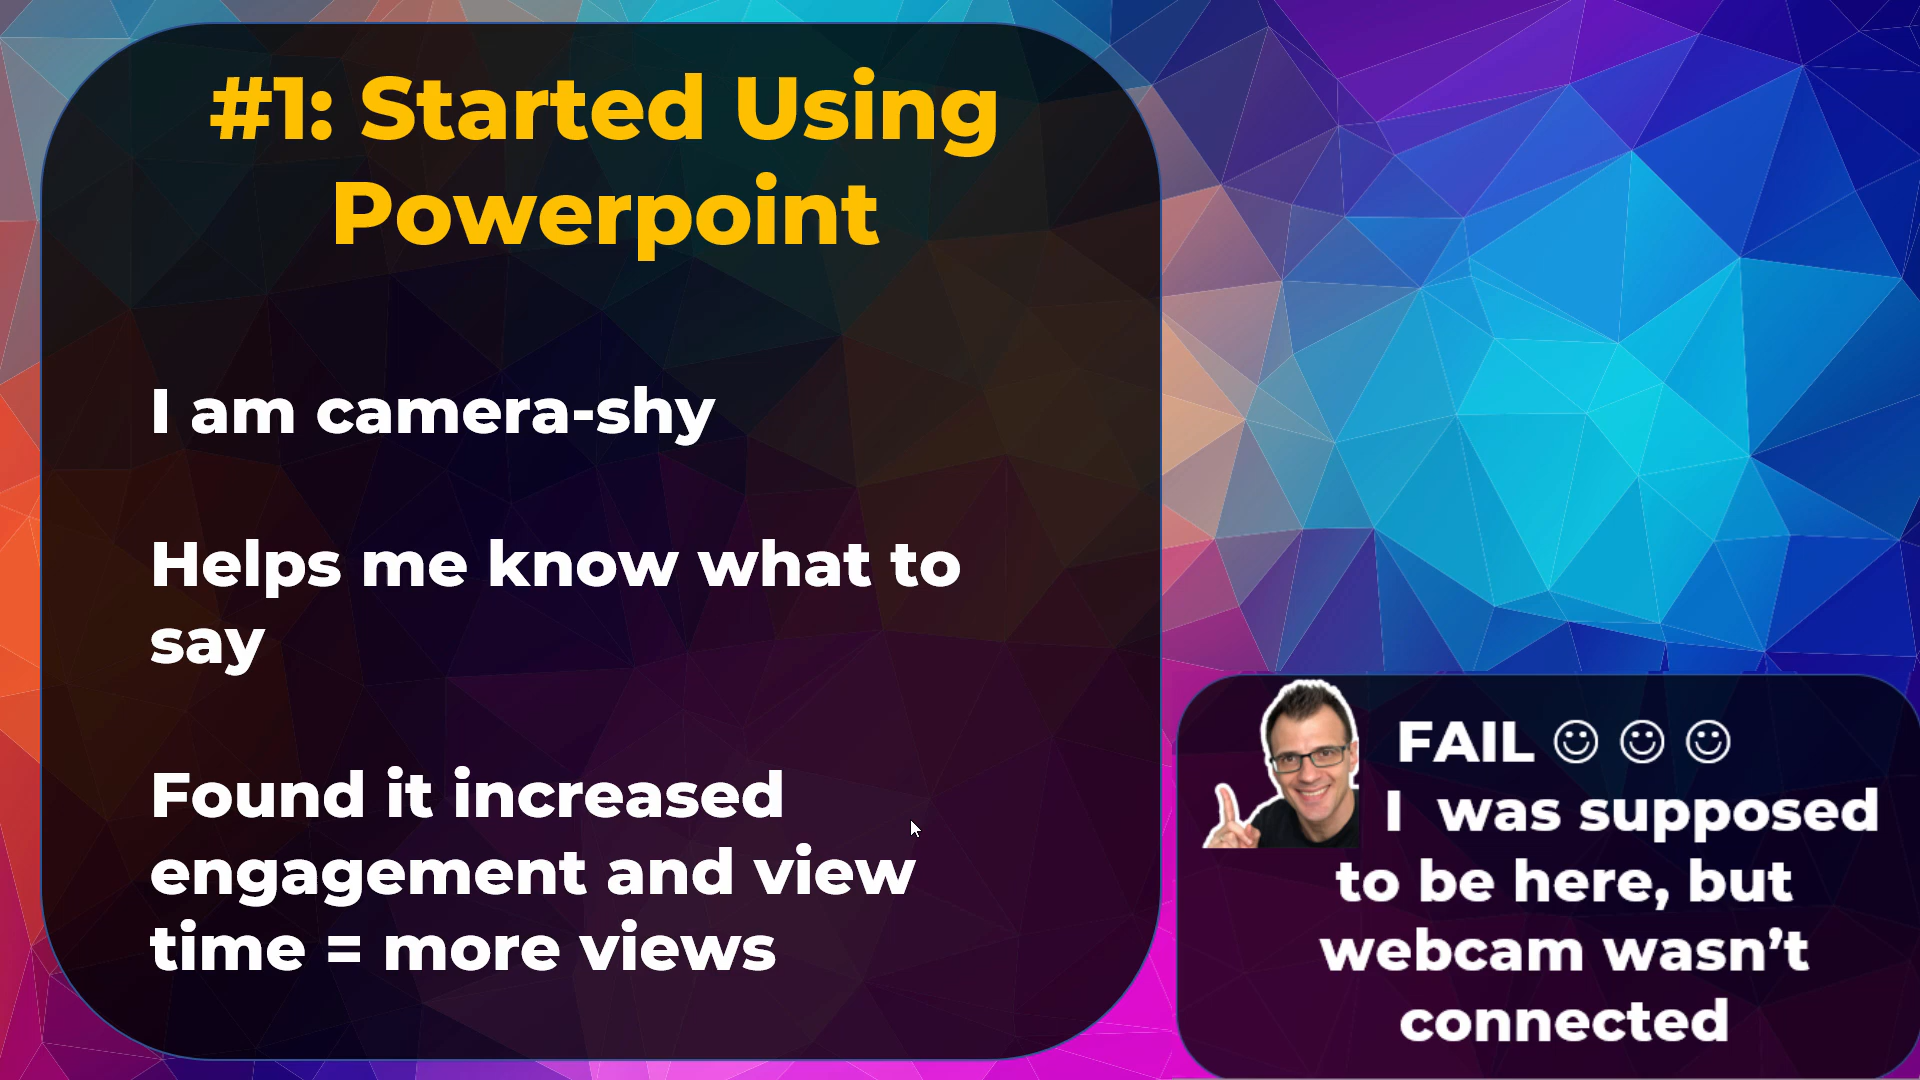 #1: Started Using
Powerpoint
I am camera-shy
Helps me know what to
say
Found it increased
engagement and view
time = more views
FAIL ☺ ☺ ☺
I  was supposed
to be here, but
webcam wasn’t
connected